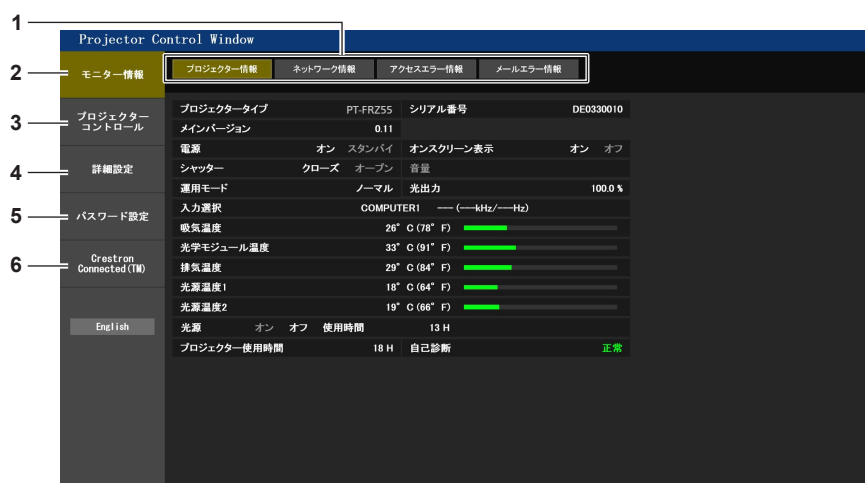 1
Projector Control Window
2
モニター情報
プロジェクター情報 ネットワーク情報 アクセスエラー情報 メールエラー情報
3
プロジェクター
コントロール
4
詳細設定
5
パスワード設定
6
Crestron
Connected(TM)
English
プロジェクタータイプ PT-FRZ55 シリアル番号 DE0330010
メインバージョン 0.11
電源 オン スタンバイ オンスクリーン表示 オン オフ
シャッター クローズ オープン 音量
運用モード ノーマル 光出力 100.0 %
入力選択 COMPUTER1 ---(---kHz/---Hz)
吸気温度 26° C(78° F)
光学モジュール温度 33° C(91° F)
排気温度 29° C(84° F)
光源温度1 18° C(64° F)
光源温度2 19° C(66° F)
光源 オン オフ 使用時間 13 H
プロジェクター使用時間 18 H 自己診断 正常